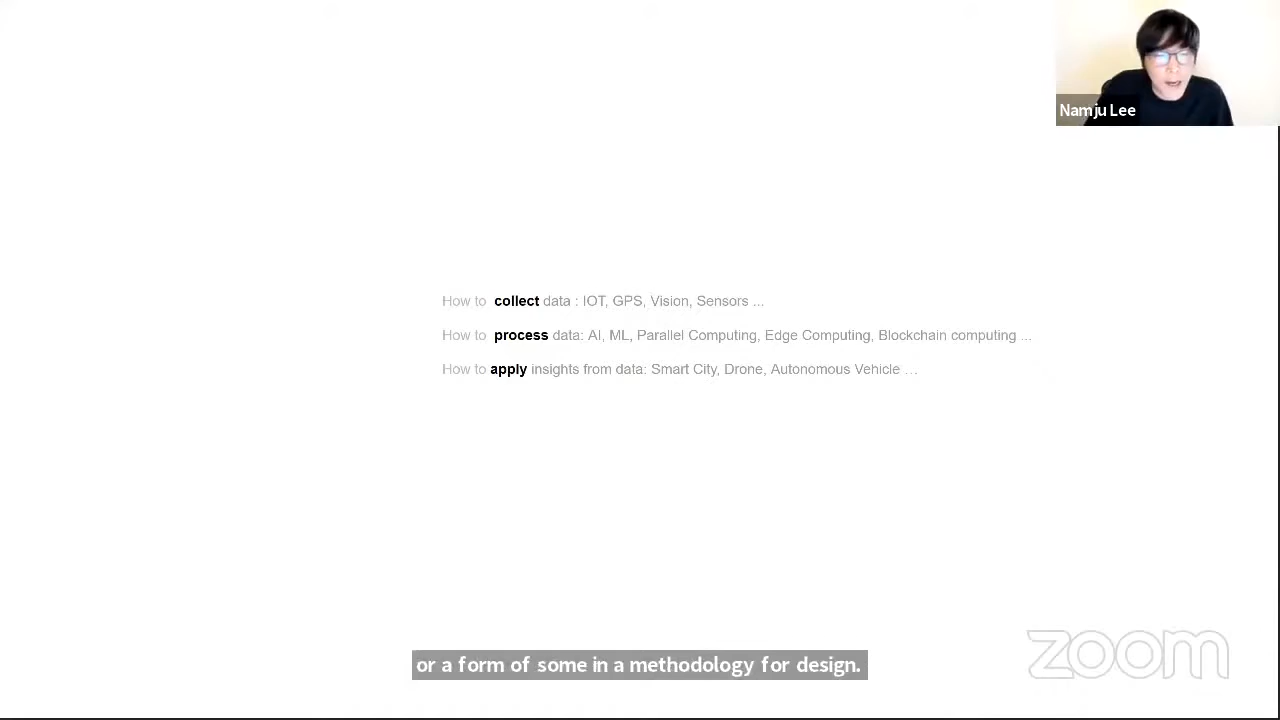 Namju Lee
How to collect data : IOT, GPS, Vision, Sensors ...
How to process data: AI, ML, Parallel Computing, Edge Computing, Blockchain computing ...
How to apply insights from data: Smart City, Drone, Autonomous Vehicle …
or a form of some in a methodology for design.
zoom